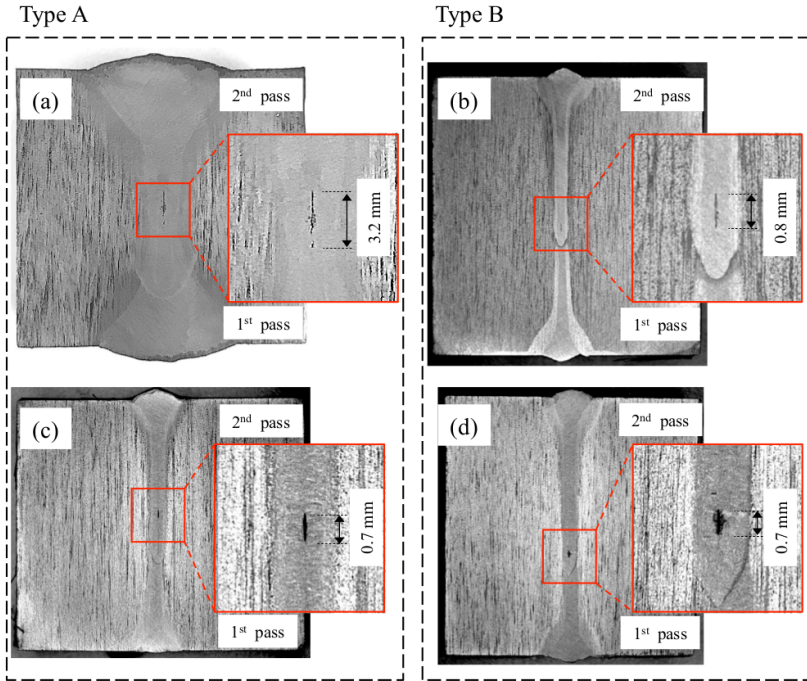 Type A
Type B
(a)
2nd pass
3.2 mm
1st pass
(b)
2nd pass
0.8 mm
1st pass
(c)
2nd pass
0.7 mm
1st pass
(d)
2nd pass
0.7 mm
1st pass